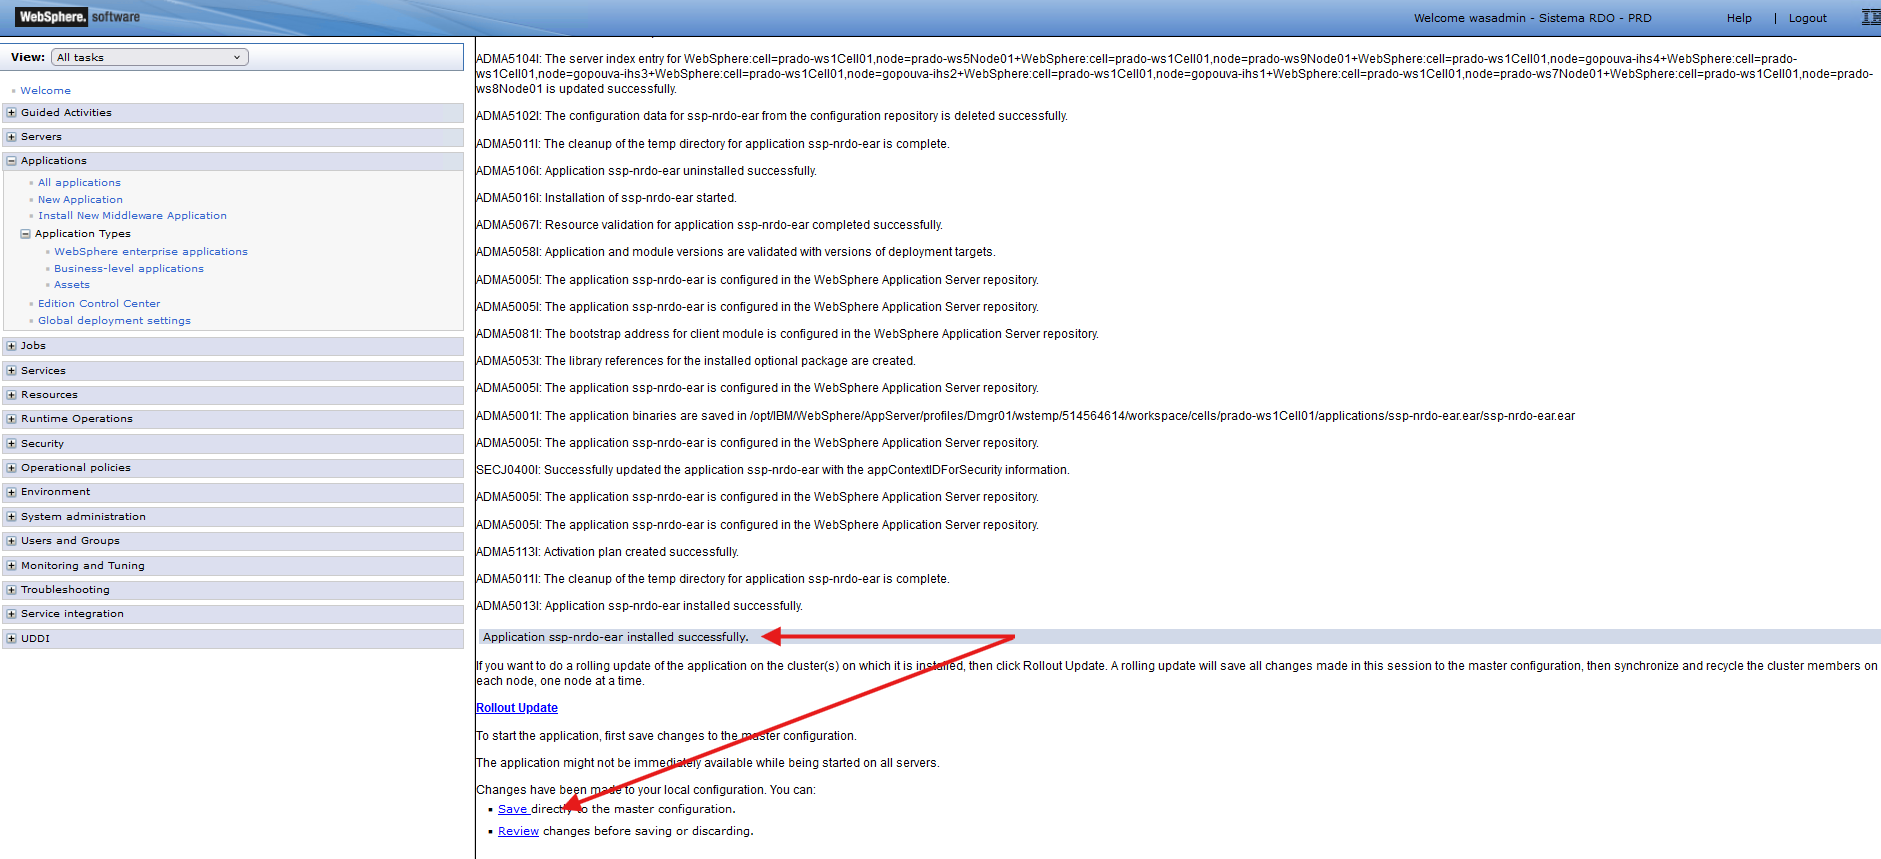 WebSphere. software
Welcome wasadmin - Sistema RDO - PRD
Help | Logout
View: All tasks
Welcome
Guided Activities
Servers
Applications
All applications
New Application
Install New Middleware Application
Application Types
WebSphere enterprise applications
Business-level applications
Assets
Edition Control Center
Global deployment settings
Jobs
Services
Resources
Runtime Operations
Security
Operational policies
Environment
System administration
Users and Groups
Monitoring and Tuning
Troubleshooting
Service integration
UDDI
ADMA5104I: The server index entry for WebSphere:cell=prado-ws1Cell01,node=prado-ws5Node01+WebSphere:cell=prado-ws1Cell01,node=prado-ws9Node01+WebSphere:cell=prado-ws1Cell01,node=gopouva-ihs4+WebSphere:cell=prado-
ws1Cell01,node=gopouva-ihs3+WebSphere:cell=prado-ws1Cell01,node=gopouva-ihs2+WebSphere:cell=prado-ws1Cell01,node=gopouva-ihs1+WebSphere:cell=prado-ws1Cell01,node=prado-ws7Node01+WebSphere:cell=prado-ws1Cell01,node=prado-
ws8Node01 is updated successfully.
ADMA5102I: The configuration data for ssp-nrdo-ear from the configuration repository is deleted successfully.
ADMA5011I: The cleanup of the temp directory for application ssp-nrdo-ear is complete.
ADMA5106I: Application ssp-nrdo-ear uninstalled successfully.
ADMA5016I: Installation of ssp-nrdo-ear started.
ADMA5067I: Resource validation for application ssp-nrdo-ear completed successfully.
ADMA5058I: Application and module versions are validated with versions of deployment targets.
ADMA5005I: The application ssp-nrdo-ear is configured in the WebSphere Application Server repository.
ADMA5005I: The application ssp-nrdo-ear is configured in the WebSphere Application Server repository.
ADMA5081I: The bootstrap address for client module is configured in the WebSphere Application Server repository.
ADMA5053I: The library references for the installed optional package are created.
ADMA5005I: The application ssp-nrdo-ear is configured in the WebSphere Application Server repository.
ADMA5001I: The application binaries are saved in /opt/IBM/WebSphere/AppServer/profiles/Dmgr01/wstemp/514564614/workspace/cells/prado-ws1Cell01/applications/ssp-nrdo-ear.ear/ssp-nrdo-ear.ear
ADMA5005I: The application ssp-nrdo-ear is configured in the WebSphere Application Server repository.
SECJ0400I: Successfully updated the application ssp-nrdo-ear with the appContextIDForSecurity information.
ADMA5005I: The application ssp-nrdo-ear is configured in the WebSphere Application Server repository.
ADMA5005I: The application ssp-nrdo-ear is configured in the WebSphere Application Server repository.
ADMA5113I: Activation plan created successfully.
ADMA5011I: The cleanup of the temp directory for application ssp-nrdo-ear is complete.
ADMA5013I: Application ssp-nrdo-ear installed successfully.
Application ssp-nrdo-ear installed successfully.
If you want to do a rolling update of the application on the cluster(s) on which it is installed, then click Rollout Update. A rolling update will save all changes made in this session to the master configuration, then synchronize and recycle the cluster members on
each node, one node at a time.
Rollout Update
To start the application, first save changes to the master configuration.
The application might not be immediately available while being started on all servers.
Changes have been made to your local configuration. You can:
Save directly to the master configuration.
Review changes before saving or discarding.